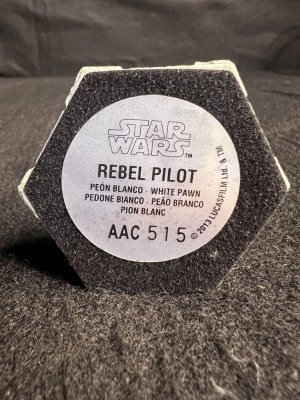 STAR
WARS
TM
REBEL PILOT
PEÓN BLANCO · WHITE PAWN
PEDONE BIANCO · PEÃO BRANCO
PION BLANC
AAC 515
© 2013 LUCASFILM Ltd. & TM